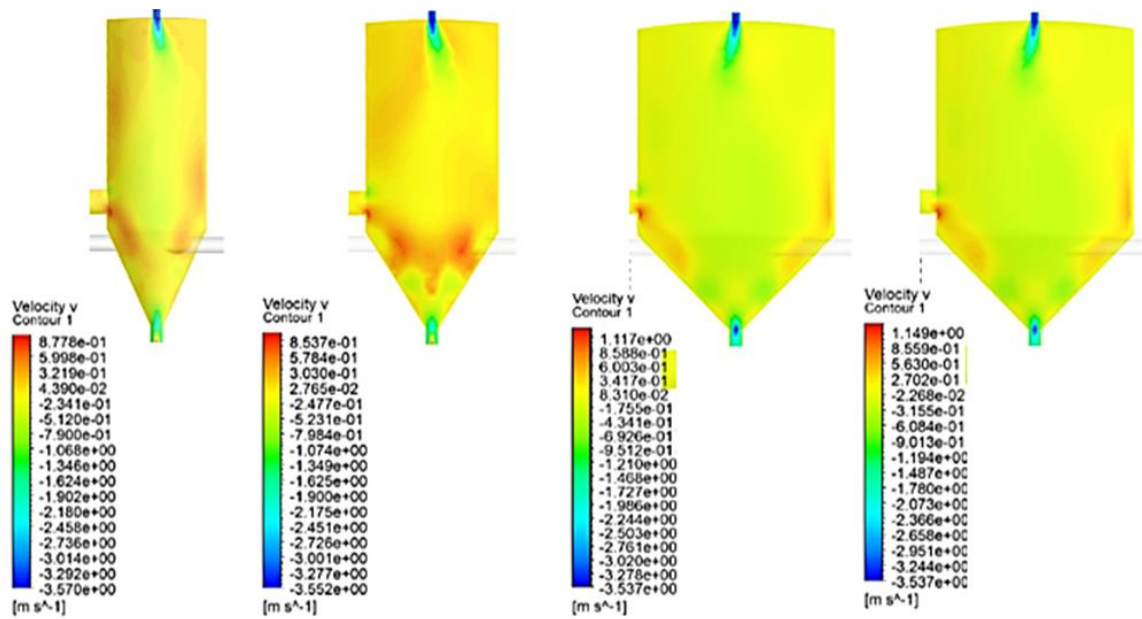 Velocity v
Contour 1
8.778e-01
5.998e-01
3.219e-01
4.390e-02
-2.341e-01
-5.120e-01
-7.900e-01
-1.068e+00
-1.346e+00
-1.624e+00
-1.902e+00
-2.180e+00
-2.458e+00
-2.736e+00
-3.014e+00
-3.292e+00
-3.570e+00
[m s^-1]
Velocity v
Contour 1
8.537e-01
5.784e-01
3.030e-01
2.765e-02
-2.477e-01
-5.231e-01
-7.984e-01
-1.074e+00
-1.349e+00
-1.625e+00
-1.900e+00
-2.175e+00
-2.451e+00
-2.726e+00
-3.001e+00
-3.277e+00
-3.552e+00
[m s^-1]
Velocity v
Contour 1
1.117e+00
8.588e-01
6.003e-01
3.417e-01
8.310e-02
-1.755e-01
-4.341e-01
-6.926e-01
-9.512e-01
-1.210e+00
-1.468e+00
-1.727e+00
-1.986e+00
-2.244e+00
-2.503e+00
-2.761e+00
-3.020e+00
-3.278e+00
-3.537e+00
[m s^-1]
Velocity v
Contour 1
1.149e+00
8.559e-01
5.630e-01
2.702e-01
-2.268e-02
-3.155e-01
-6.084e-01
-9.013e-01
-1.194e+00
-1.487e+00
-1.780e+00
-2.073e+00
-2.366e+00
-2.658e+00
-2.951e+00
-3.244e+00
-3.537e+00
[m s^-1]